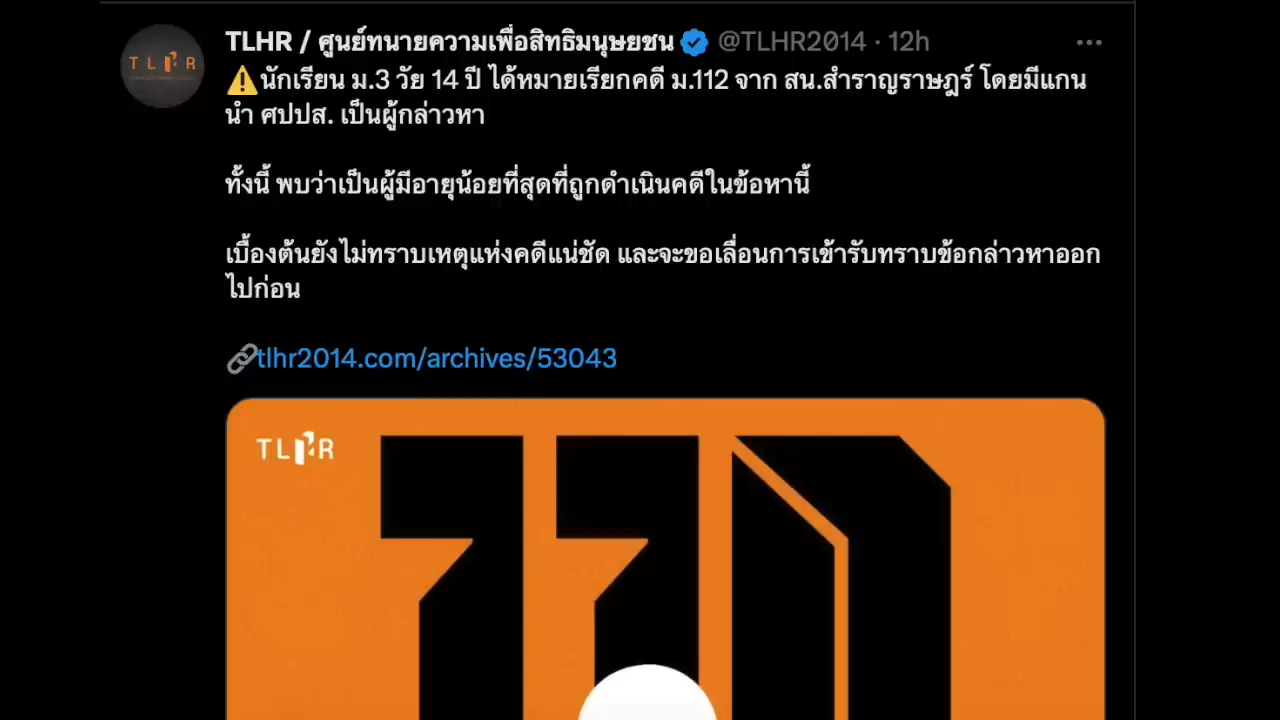 TLHR
TLHR / ศูนย์ทนายความเพื่อสิทธิมนุษยชน @TLHR2014 · 12h
⚠️นักเรียน ม.3 วัย 14 ปี ได้หมายเรียกคดี ม.112 จาก สน.สำราญราษฎร์ โดยมีแกน
นำ ศปปส. เป็นผู้กล่าวหา
ทั้งนี้ พบว่าเป็นผู้มีอายุน้อยที่สุดที่ถูกดำเนินคดีในข้อหานี้
เบื้องต้นยังไม่ทราบเหตุแห่งคดีแน่ชัด และจะขอเลื่อนการเข้ารับทราบข้อกล่าวหาออก
ไปก่อน
🔗tlhr2014.com/archives/53043
TLHR